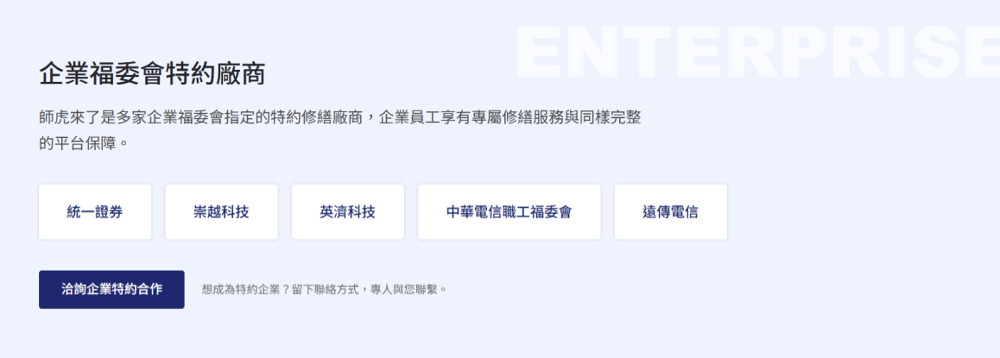 ENTERPRISE
企業福委會特約廠商
師虎來了是多家企業福委會指定的特約修繕廠商，企業員工享有專屬修繕服務與同樣完整
的平台保障。
統一證券
崇越科技
英濟科技
中華電信職工福委會
遠傳電信
洽詢企業特約合作
想成為特約企業？留下聯絡方式，專人與您聯繫。